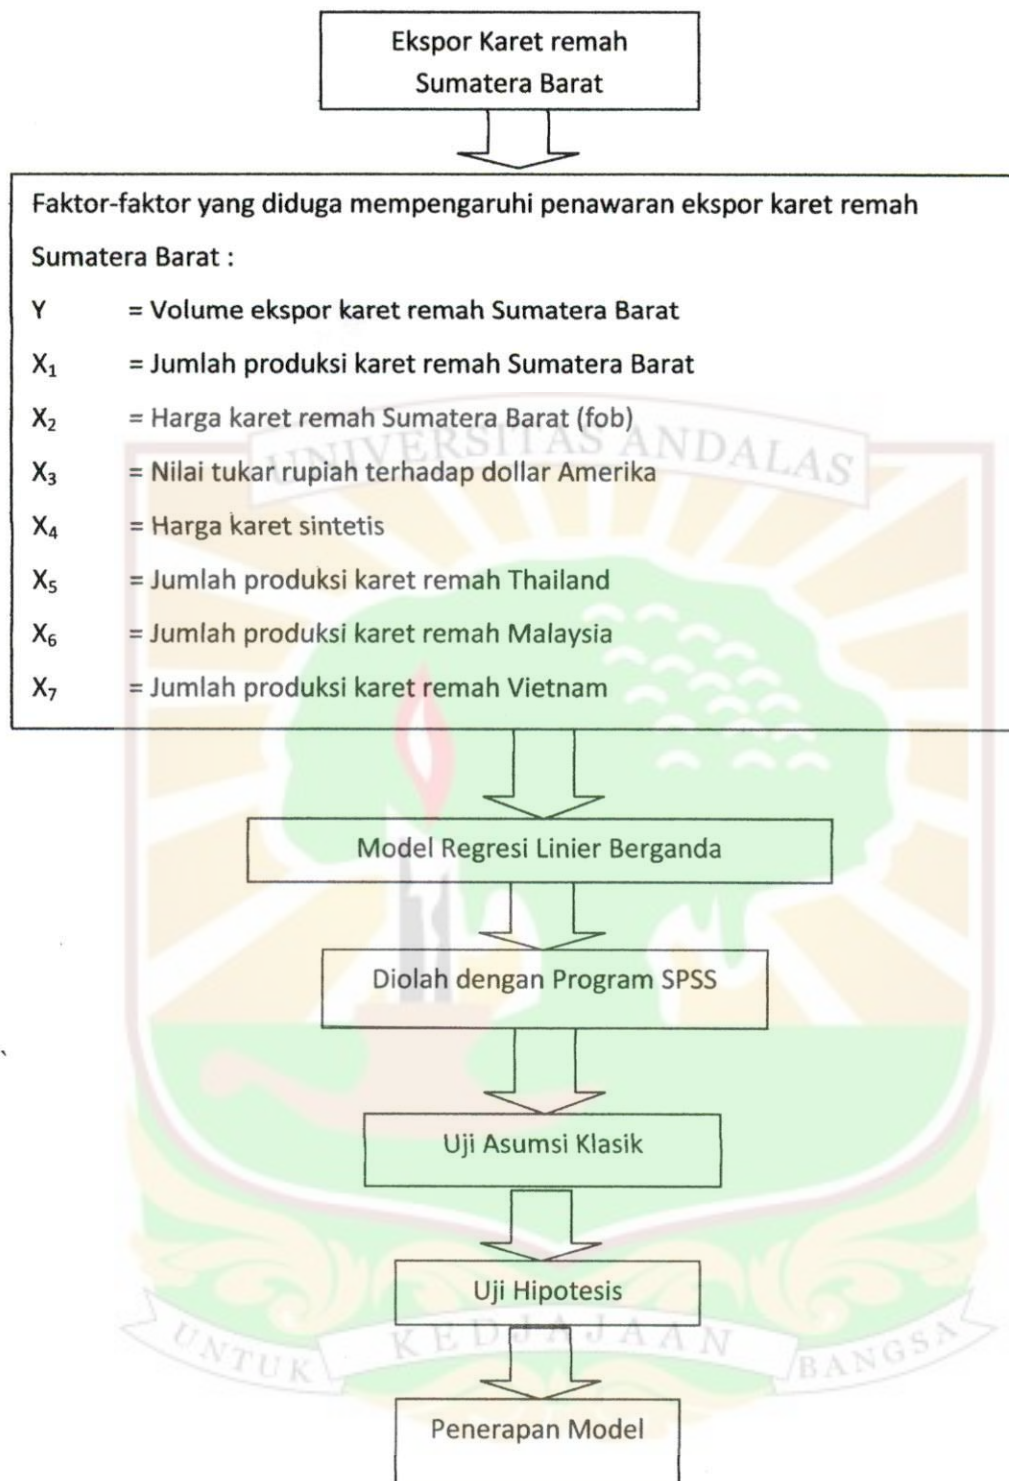 Ekspor Karet remah
Sumatera Barat
Faktor-faktor yang diduga mempengaruhi penawaran ekspor karet remah
Sumatera Barat :
Y = Volume ekspor karet remah Sumatera Barat
X₁ = Jumlah produksi karet remah Sumatera Barat
X₂ = Harga karet remah Sumatera Barat (fob)
X₃ = Nilai tukar rupiah terhadap dollar Amerika
X₄ = Harga karet sintetis
X₅ = Jumlah produksi karet remah Thailand
X₆ = Jumlah produksi karet remah Malaysia
X₇ = Jumlah produksi karet remah Vietnam
UNIVERSITAS ANDALAS
Model Regresi Linier Berganda
Diolah dengan Program SPSS
Uji Asumsi Klasik
Uji Hipotesis
UNTUK KEDJAJAAN BANGSA
Penerapan Model